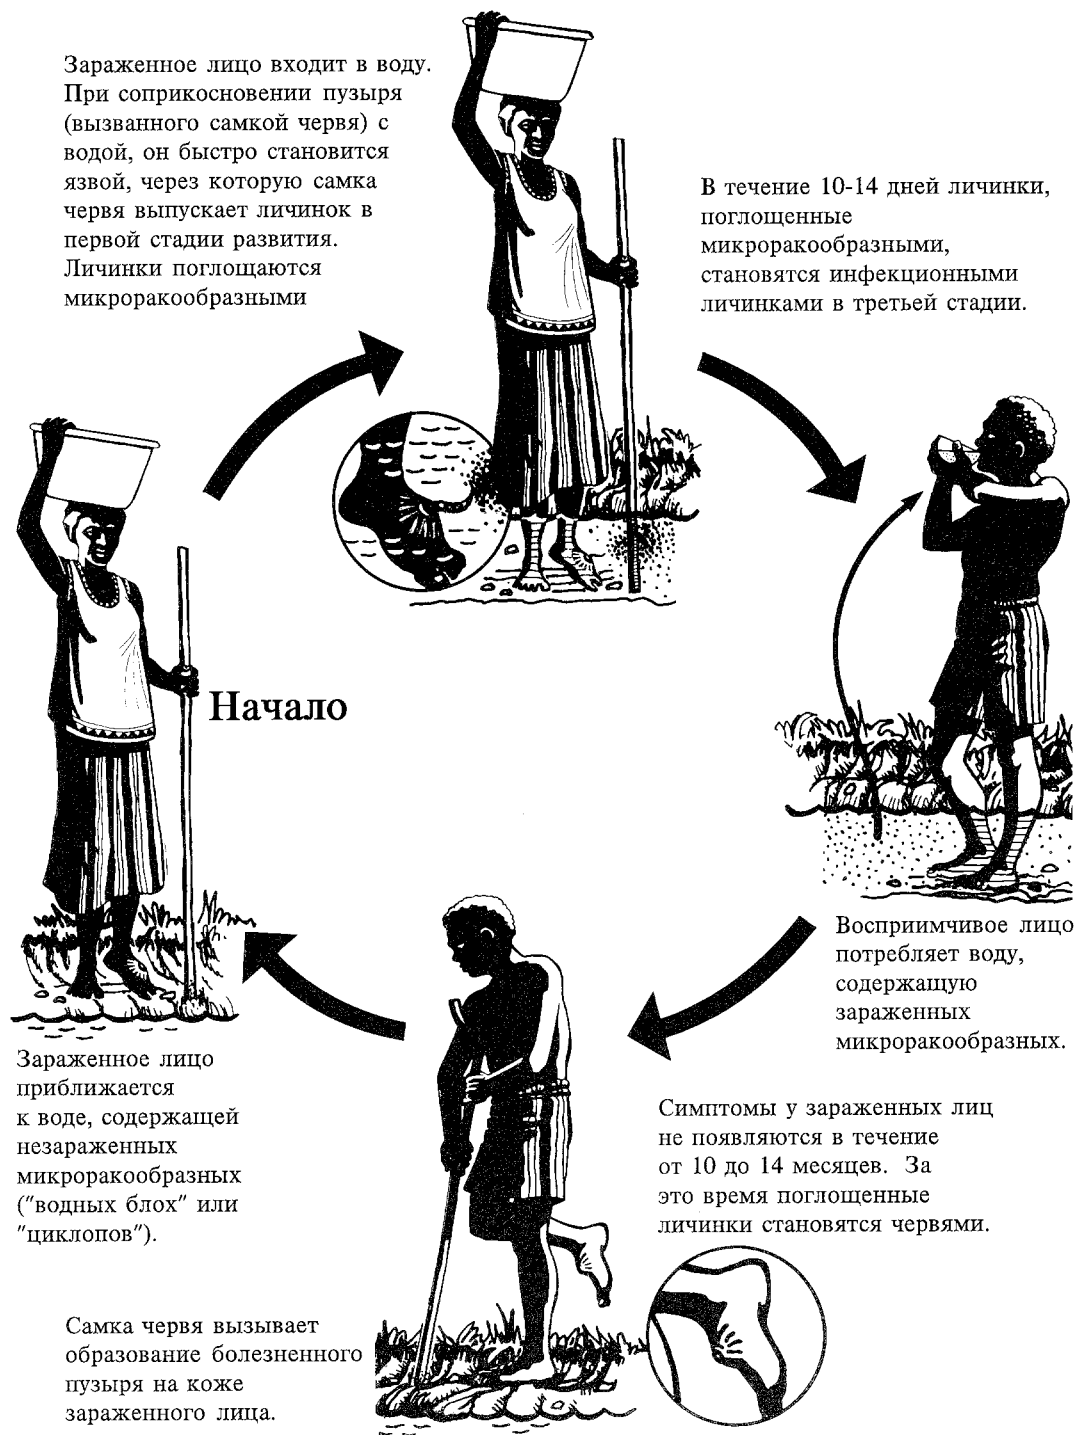 Зараженное лицо входит в воду.
При соприкосновении пузыря
(вызванного самкой червя) с
водой, он быстро становится
язвой, через которую самка
червя выпускает личинок в
первой стадии развития.
Личинки поглощаются
микроракообразными
В течение 10-14 дней личинки,
поглощенные
микроракообразными,
становятся инфекционными
личинками в третьей стадии.
Начало
Восприимчивое лицо
потребляет воду,
содержащую
зараженных
микроракообразных.
Зараженное лицо
приближается
к воде, содержащей
незараженных
микроракообразных
("водных блох" или
"циклопов").
Симптомы у зараженных лиц
не появляются в течение
от 10 до 14 месяцев. За
это время поглощенные
личинки становятся червями.
Самка червя вызывает
образование болезненного
пузыря на коже
зараженного лица.